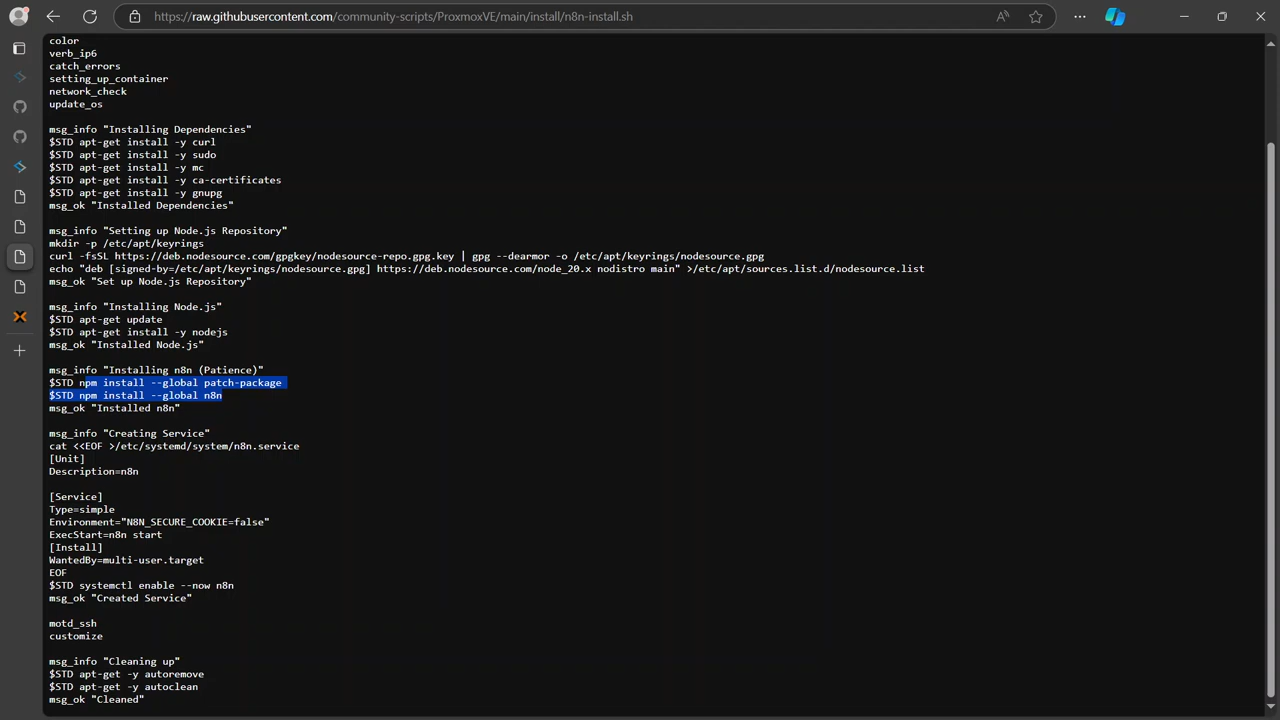 https://raw.githubusercontent.com/community-scripts/ProxmoxVE/main/install/n8n-install.sh
color
verb_ip6
catch_errors
setting_up_container
network_check
update_os
msg_info "Installing Dependencies"
$STD apt-get install -y curl
$STD apt-get install -y sudo
$STD apt-get install -y mc
$STD apt-get install -y ca-certificates
$STD apt-get install -y gnupg
msg_ok "Installed Dependencies"
msg_info "Setting up Node.js Repository"
mkdir -p /etc/apt/keyrings
curl -fsSL https://deb.nodesource.com/gpgkey/nodesource-repo.gpg.key | gpg --dearmor -o /etc/apt/keyrings/nodesource.gpg
echo "deb [signed-by=/etc/apt/keyrings/nodesource.gpg] https://deb.nodesource.com/node_20.x nodistro main" >/etc/apt/sources.list.d/nodesource.list
msg_ok "Set up Node.js Repository"
msg_info "Installing Node.js"
$STD apt-get update
$STD apt-get install -y nodejs
msg_ok "Installed Node.js"
msg_info "Installing n8n (Patience)"
$STD npm install --global patch-package
$STD npm install --global n8n
msg_ok "Installed n8n"
msg_info "Creating Service"
cat <<EOF >/etc/systemd/system/n8n.service
[Unit]
Description=n8n
[Service]
Type=simple
Environment="N8N_SECURE_COOKIE=false"
ExecStart=n8n start
[Install]
WantedBy=multi-user.target
EOF
$STD systemctl enable --now n8n
msg_ok "Created Service"
motd_ssh
customize
msg_info "Cleaning up"
$STD apt-get -y autoremove
$STD apt-get -y autoclean
msg_ok "Cleaned"